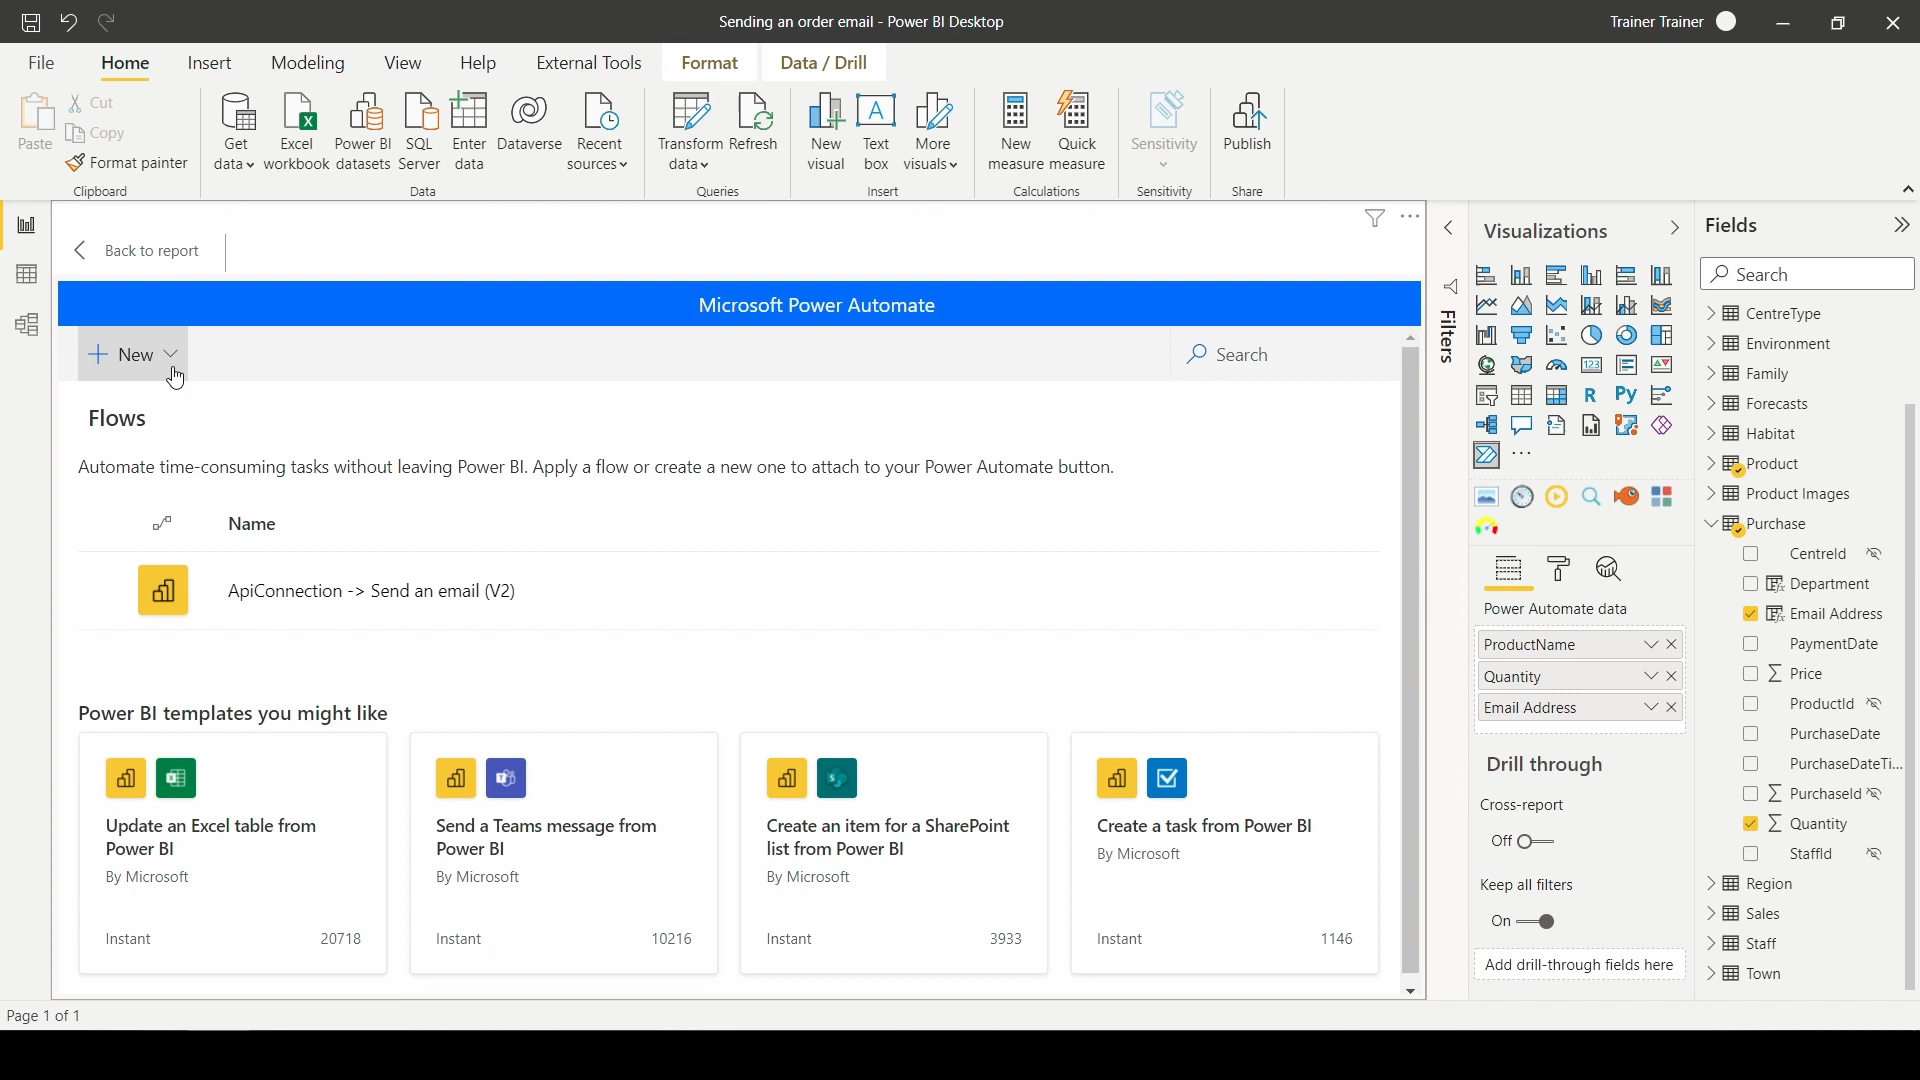 Sending an order email - Power BI Desktop
Trainer Trainer
File
Home
Insert
Modeling
View
Help
External Tools
Format
Data / Drill
Paste
Cut
Copy
Format painter
Clipboard
Get
data
Excel
workbook
Power BI
datasets
SQL
Server
Enter
data
Dataverse
Recent
sources
Data
Transform
data
Refresh
Queries
New
visual
A
Text
box
More
visuals
Insert
New
measure
Quick
measure
Calculations
Sensitivity
Sensitivity
Publish
Share
Back to report
Microsoft Power Automate
New
Search
Flows
Automate time-consuming tasks without leaving Power BI. Apply a flow or create a new one to attach to your Power Automate button.
Name
ApiConnection -> Send an email (V2)
Power BI templates you might like
Update an Excel table from
Power BI
By Microsoft
Instant 20718
Send a Teams message from
Power BI
By Microsoft
Instant 10216
Create an item for a SharePoint
list from Power BI
By Microsoft
Instant 3933
Create a task from Power BI
By Microsoft
Instant 1146
Filters
Visualizations
123
R
Py
Power Automate data
ProductName
Quantity
Email Address
Drill through
Cross-report
Off
Keep all filters
On
Add drill-through fields here
Fields
Search
CentreType
Environment
Family
Forecasts
Habitat
Product
Product Images
Purchase
CentreId
Department
Email Address
PaymentDate
Price
ProductId
PurchaseDate
PurchaseDateTi...
PurchaseId
Quantity
StaffId
Region
Sales
Staff
Town
Page 1 of 1